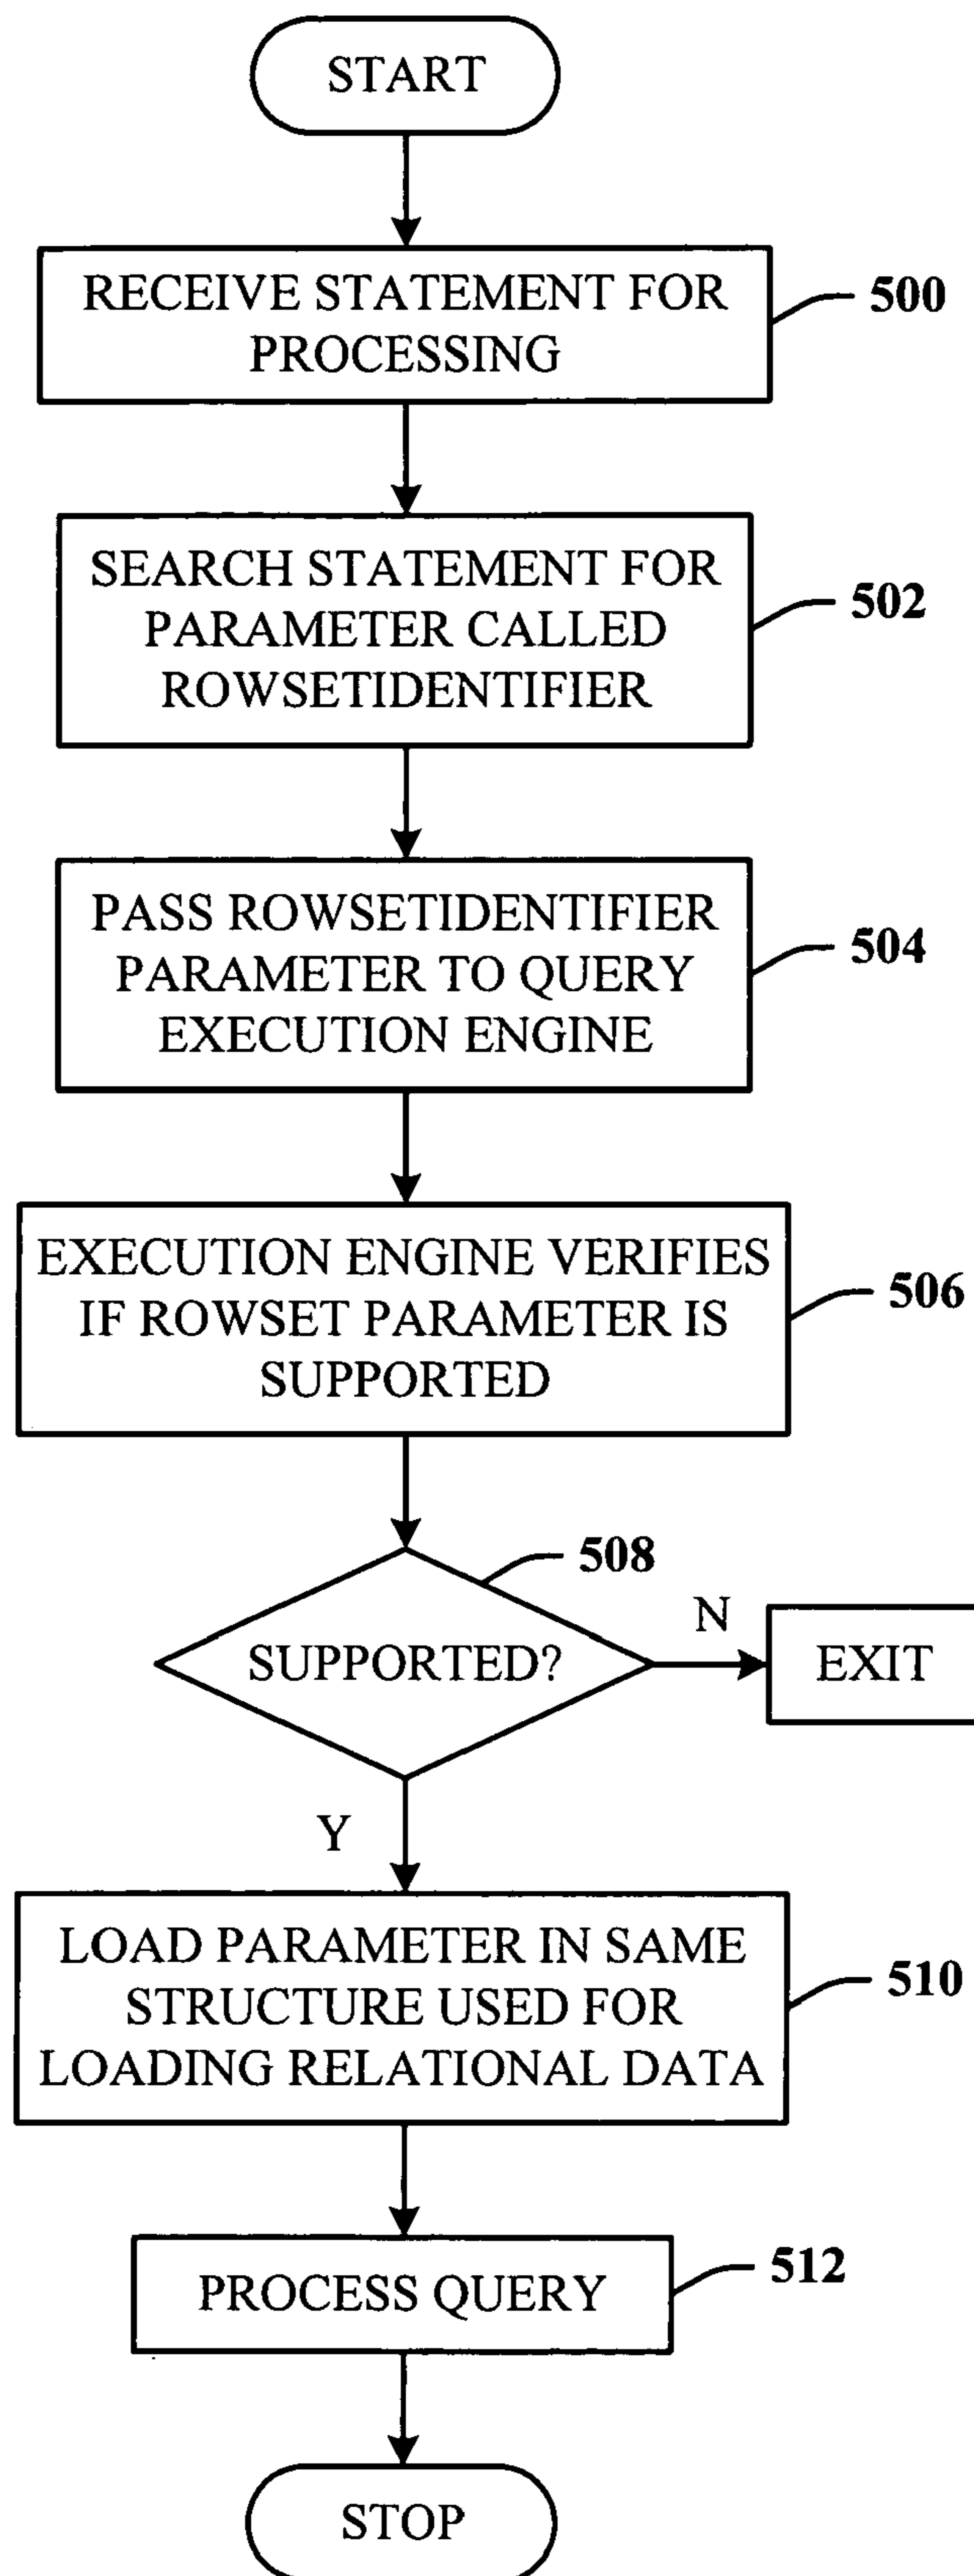 START
RECEIVE STATEMENT FOR
PROCESSING
500
SEARCH STATEMENT FOR
PARAMETER CALLED
ROWSETIDENTIFIER
502
PASS ROWSETIDENTIFIER
PARAMETER TO QUERY
EXECUTION ENGINE
504
EXECUTION ENGINE VERIFIES
IF ROWSET PARAMETER IS
SUPPORTED
506
508
SUPPORTED?
N
EXIT
Y
LOAD PARAMETER IN SAME
STRUCTURE USED FOR
LOADING RELATIONAL DATA
510
PROCESS QUERY
512
STOP